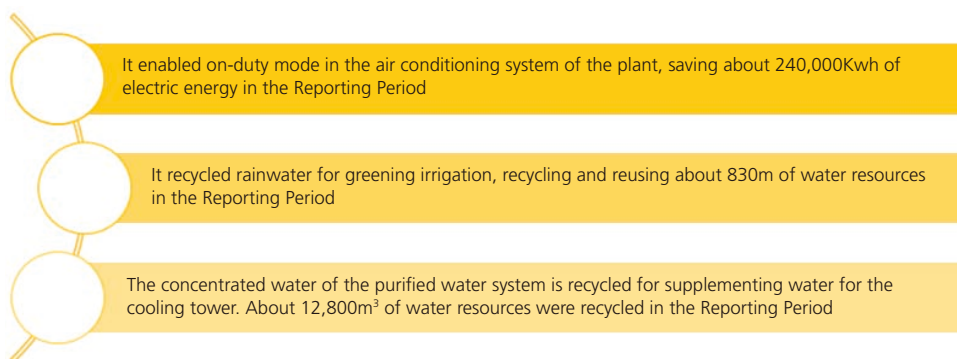 It enabled on-duty mode in the air conditioning system of the plant, saving about 240,000Kwh of
electric energy in the Reporting Period
It recycled rainwater for greening irrigation, recycling and reusing about 830m of water resources
in the Reporting Period
The concentrated water of the purified water system is recycled for supplementing water for the
cooling tower. About 12,800m³ of water resources were recycled in the Reporting Period